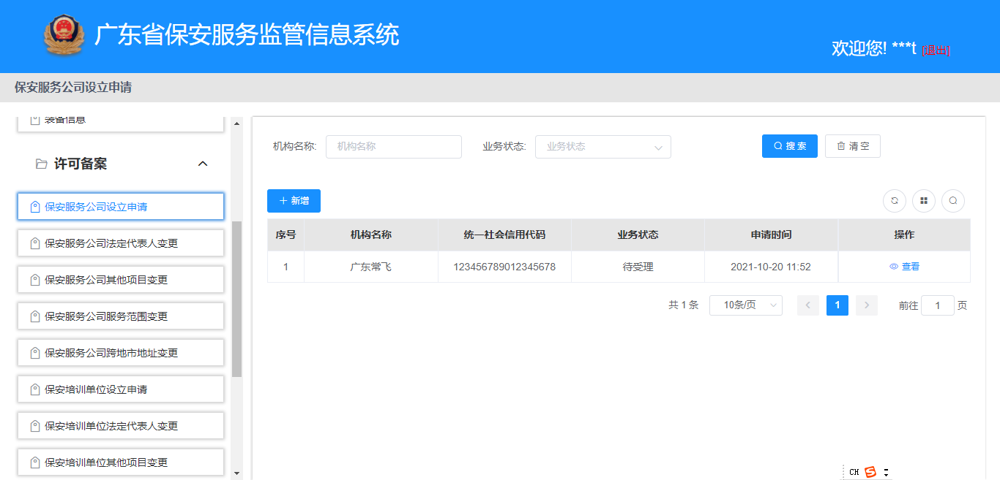 广东省保安服务监管信息系统
欢迎您! ***t [退出]
保安服务公司设立申请
装备信息
许可备案
保安服务公司设立申请
保安服务公司法定代表人变更
保安服务公司其他项目变更
保安服务公司服务范围变更
保安服务公司跨地市地址变更
保安培训单位设立申请
保安培训单位法定代表人变更
保安培训单位其他项目变更
机构名称: 机构名称 业务状态: 业务状态 搜索 清空
新增
序号 机构名称 统一社会信用代码 业务状态 申请时间 操作
1 广东常飞 123456789012345678 待受理 2021-10-20 11:52 查看
共 1 条 10条/页 1 前往 1 页
CH